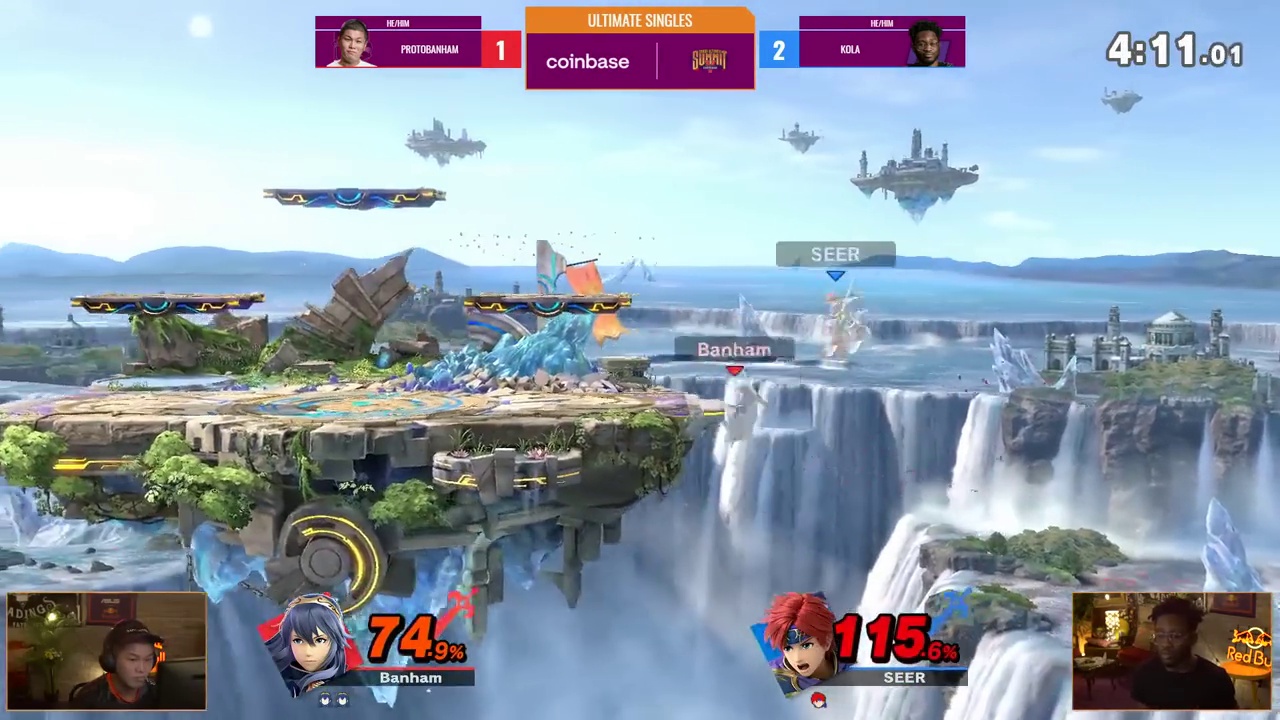 HE/HIM
PROTOBANHAM
1
ULTIMATE SINGLES
coinbase
SUMMIT
2
HE/HIM
KOLA
4:11.01
SEER
Banham
74.9%
Banham
115.6%
SEER
Red Bu